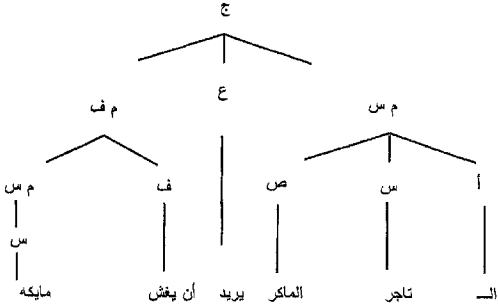 ج
م س ع م ف
أ س ص ف م س
س
الـ تاجر الماكر يريد أن يغش مايكه